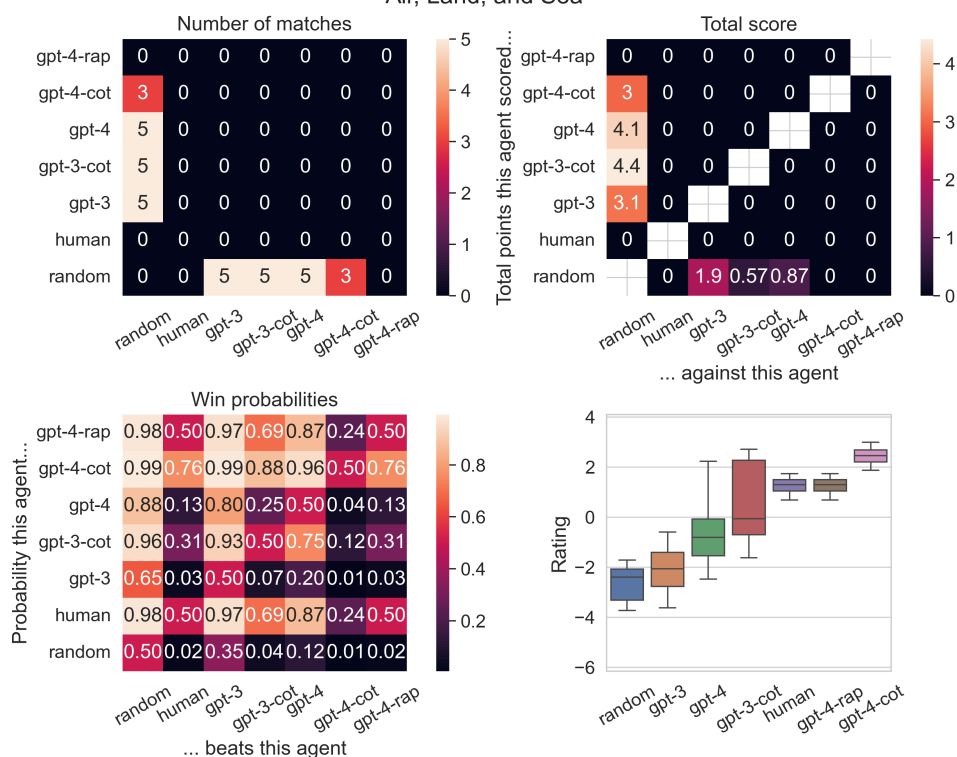 Air, Land, and Sea
Number of matches
gpt-4-rap 0 0 0 0 0 0 0
gpt-4-cot 3 0 0 0 0 0 0
gpt-4 5 0 0 0 0 0 0
gpt-3-cot 5 0 0 0 0 0 0
gpt-3 5 0 0 0 0 0 0
human 0 0 0 0 0 0 0
random 0 0 5 5 5 3 0
random human gpt-3 gpt-3-cot gpt-4 gpt-4-cot gpt-4-rap
5
4
3
2
1
0
Total score
Total points this agent scored...
gpt-4-rap 0 0 0 0 0 0
gpt-4-cot 3 0 0 0 0 0
gpt-4 4.1 0 0 0 0 0
gpt-3-cot 4.4 0 0 0 0 0
gpt-3 3.1 0 0 0 0 0
human 0 0 0 0 0 0
random 0 1.9 0.57 0.87 0 0
random human gpt-3 gpt-3-cot gpt-4 gpt-4-cot gpt-4-rap
... against this agent
4
3
2
1
0
Win probabilities
Probability this agent...
gpt-4-rap 0.98 0.50 0.97 0.69 0.87 0.24 0.50
gpt-4-cot 0.99 0.76 0.99 0.88 0.96 0.50 0.76
gpt-4 0.88 0.13 0.80 0.25 0.50 0.04 0.13
gpt-3-cot 0.96 0.31 0.93 0.50 0.75 0.12 0.31
gpt-3 0.65 0.03 0.50 0.07 0.20 0.01 0.03
human 0.98 0.50 0.97 0.69 0.87 0.24 0.50
random 0.50 0.02 0.35 0.04 0.12 0.01 0.02
random human gpt-3 gpt-3-cot gpt-4 gpt-4-cot gpt-4-rap
... beats this agent
0.8
0.6
0.4
0.2
Rating
4
2
0
−2
−4
−6
random gpt-3 gpt-4 gpt-3-cot human gpt-4-rap gpt-4-cot